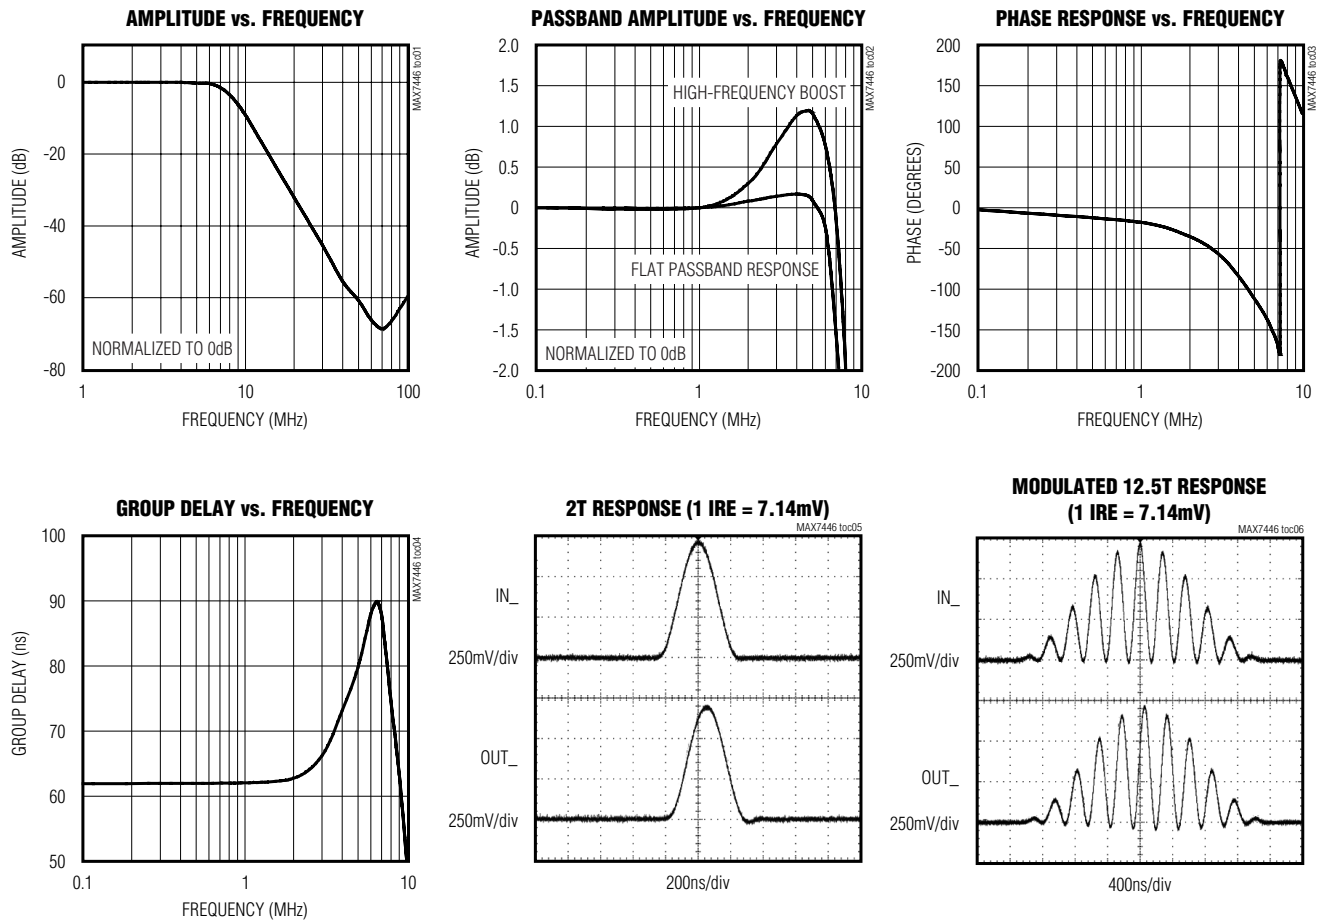 AMPLITUDE vs. FREQUENCY
MAX7446 toc01
AMPLITUDE (dB)
0
-20
-40
-60
-80
NORMALIZED TO 0dB
1
10
100
FREQUENCY (MHz)
PASSBAND AMPLITUDE vs. FREQUENCY
MAX7446 toc02
AMPLITUDE (dB)
2.0
1.5
1.0
0.5
0
-0.5
-1.0
-1.5
-2.0
HIGH-FREQUENCY BOOST
FLAT PASSBAND RESPONSE
NORMALIZED TO 0dB
0.1
1
10
FREQUENCY (MHz)
PHASE RESPONSE vs. FREQUENCY
MAX7446 toc03
PHASE (DEGREES)
200
150
100
50
0
-50
-100
-150
-200
0.1
1
10
FREQUENCY (MHz)
GROUP DELAY vs. FREQUENCY
MAX7446 toc04
GROUP DELAY (ns)
100
90
80
70
60
50
0.1
1
10
FREQUENCY (MHz)
2T RESPONSE (1 IRE = 7.14mV)
MAX7446 toc05
IN_
250mV/div
OUT_
250mV/div
200ns/div
MODULATED 12.5T RESPONSE
(1 IRE = 7.14mV)
MAX7446 toc06
IN_
250mV/div
OUT_
250mV/div
400ns/div